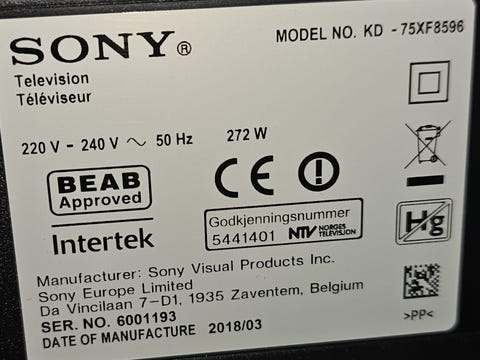 SONY®
MODEL NO. KD - 75XF8596
Television
Téléviseur
220 V - 240 V ~ 50 Hz 272 W
BEAB
Approved
Intertek
CE
Godkjenningsnummer
5441401 NTV NORGES TELEVISJON
Hg
Manufacturer: Sony Visual Products Inc.
Sony Europe Limited
Da Vincilaan 7-D1, 1935 Zaventem, Belgium
SER. NO. 6001193
DATE OF MANUFACTURE 2018/03
>PP<